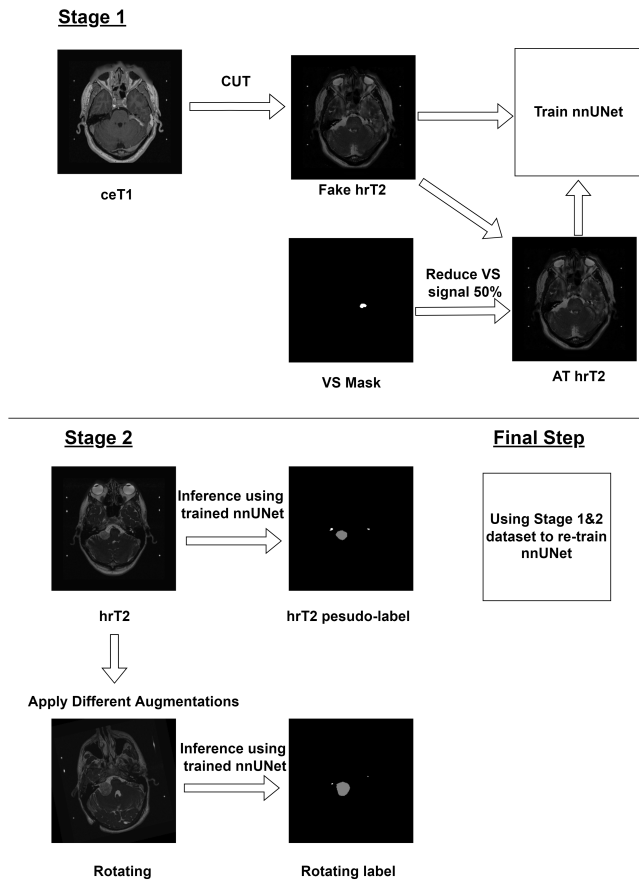 Stage 1
CUT
Train nnUNet
ceT1
Fake hrT2
Reduce VS
signal 50%
VS Mask
AT hrT2
Stage 2
Final Step
Inference using
trained nnUNet
Using Stage 1&2
dataset to re-train
nnUNet
hrT2
hrT2 pesudo-label
Apply Different Augmentations
Inference using
trained nnUNet
Rotating
Rotating label